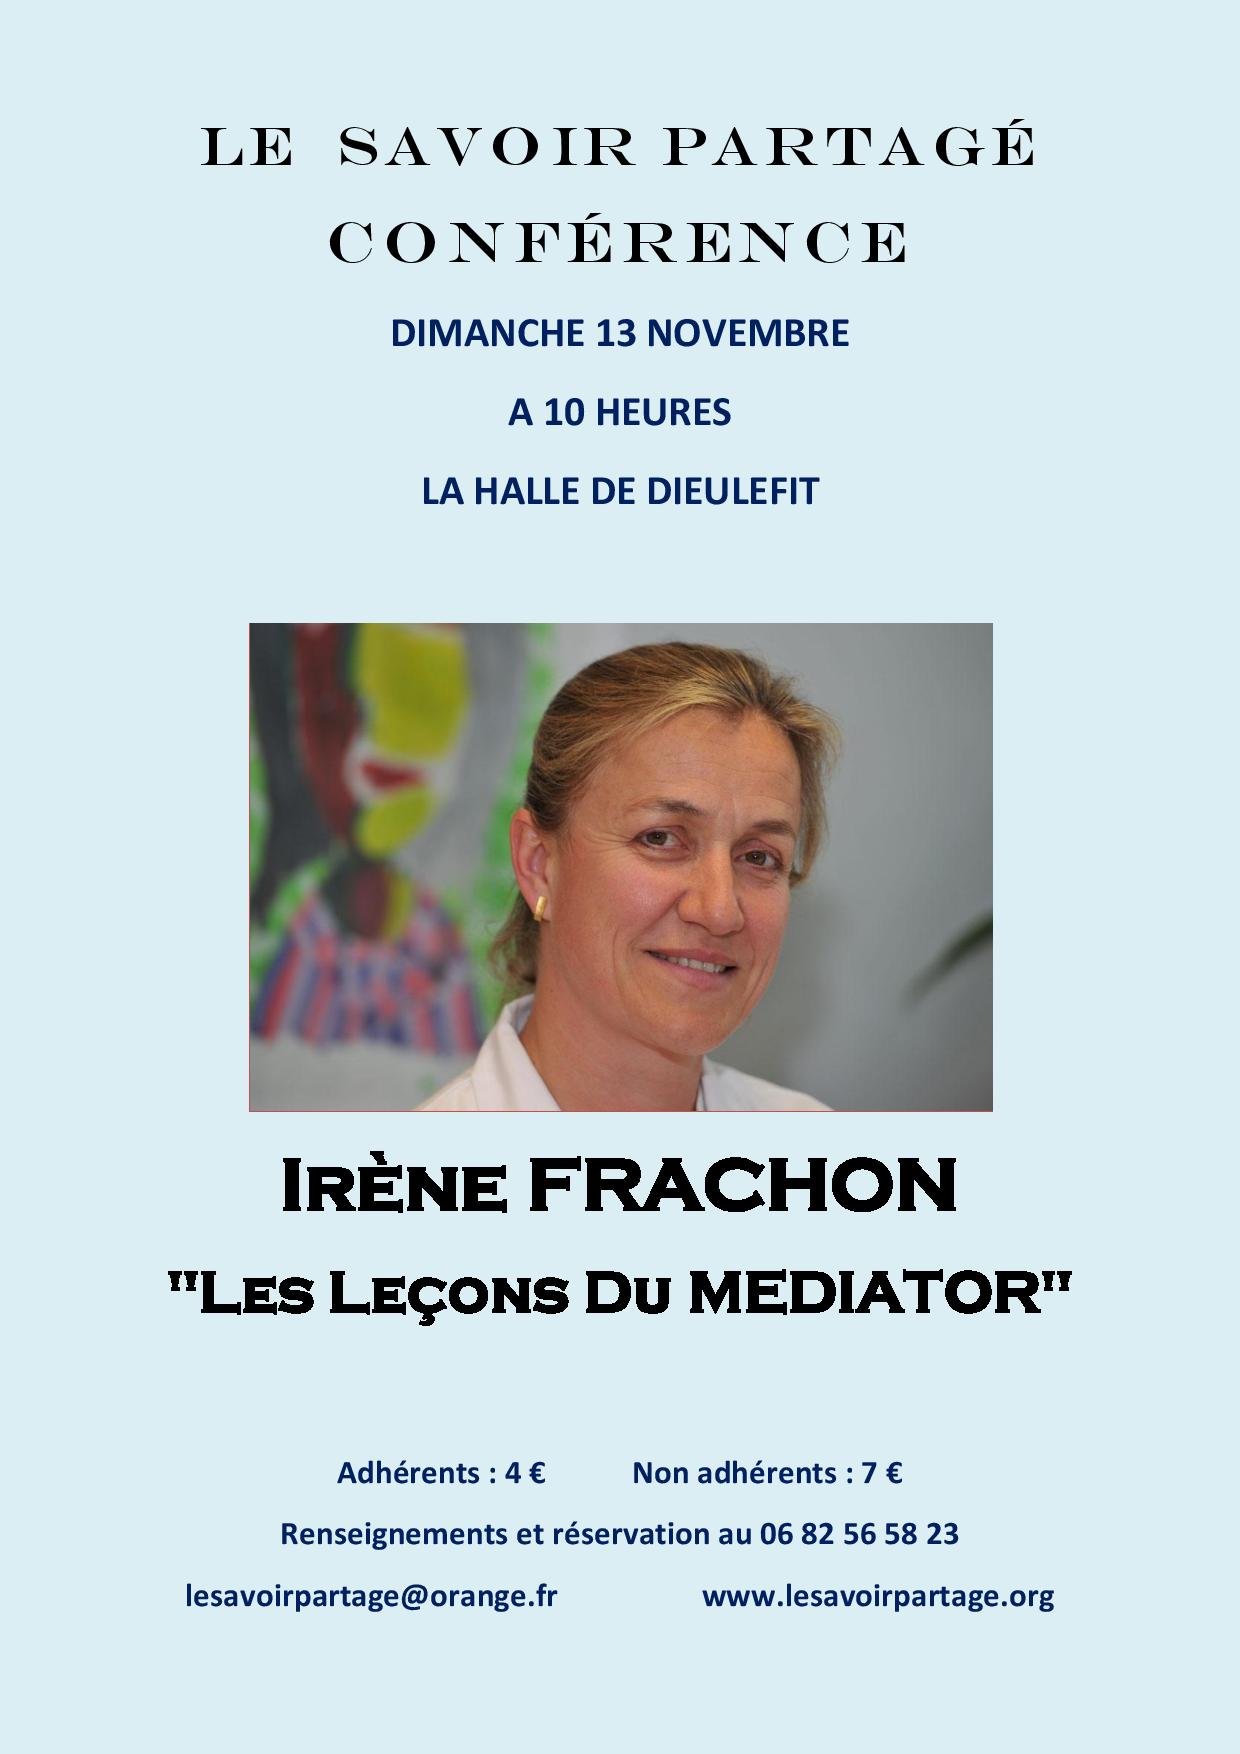 LE SAVOIR PARTAGÉ
CONFÉRENCE
DIMANCHE 13 NOVEMBRE
A 10 HEURES
LA HALLE DE DIEULEFIT
Irène FRACHON
"Les Leçons Du MEDIATOR"
Adhérents : 4 € Non adhérents : 7 €
Renseignements et réservation au 06 82 56 58 23
lesavoirpartage@orange.fr www.lesavoirpartage.org